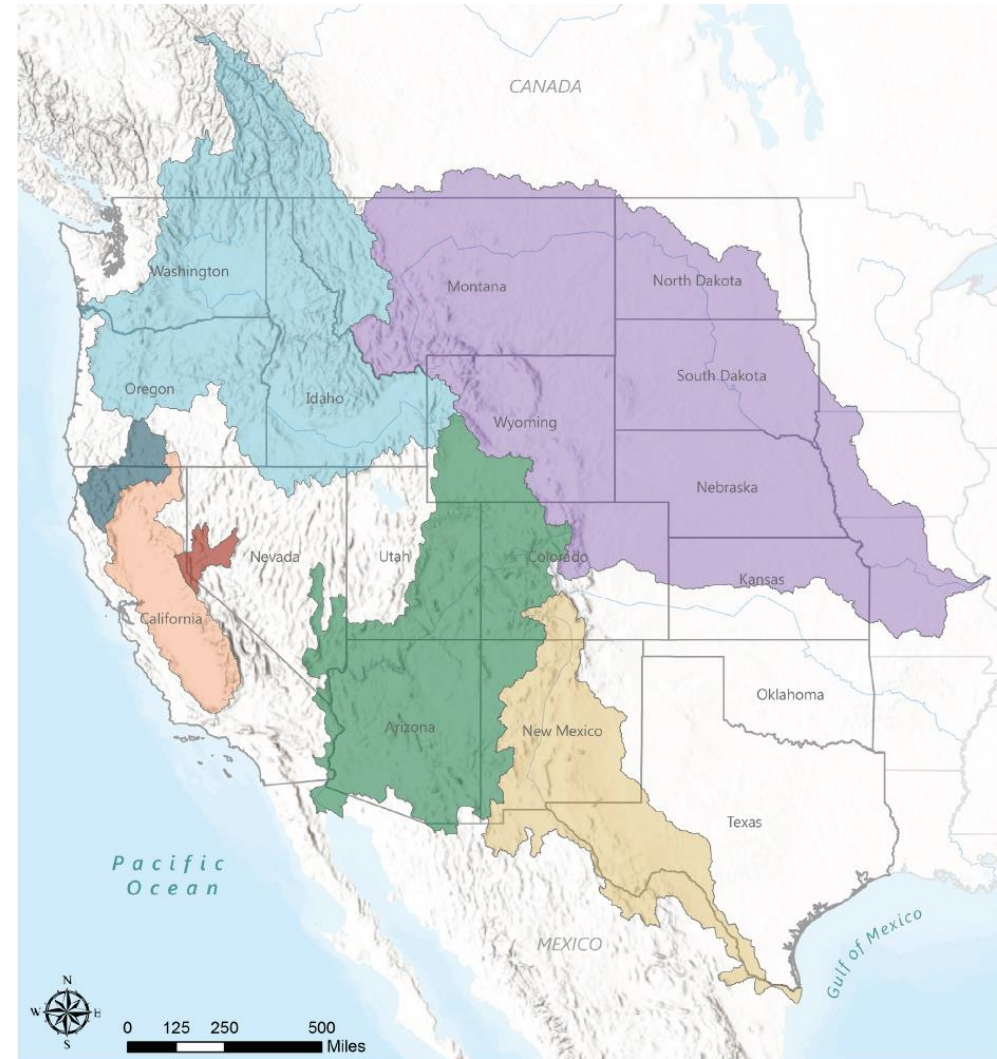 CANADA
Washington
Montana
North Dakota
Oregon
Idaho
South Dakota
Wyoming
Nebraska
Nevada
Utah
Colorado
Kansas
California
Oklahoma
Arizona
New Mexico
Texas
Pacific
Ocean
Gulf of Mexico
MEXICO
N
W E
S
0 125 250 500
Miles